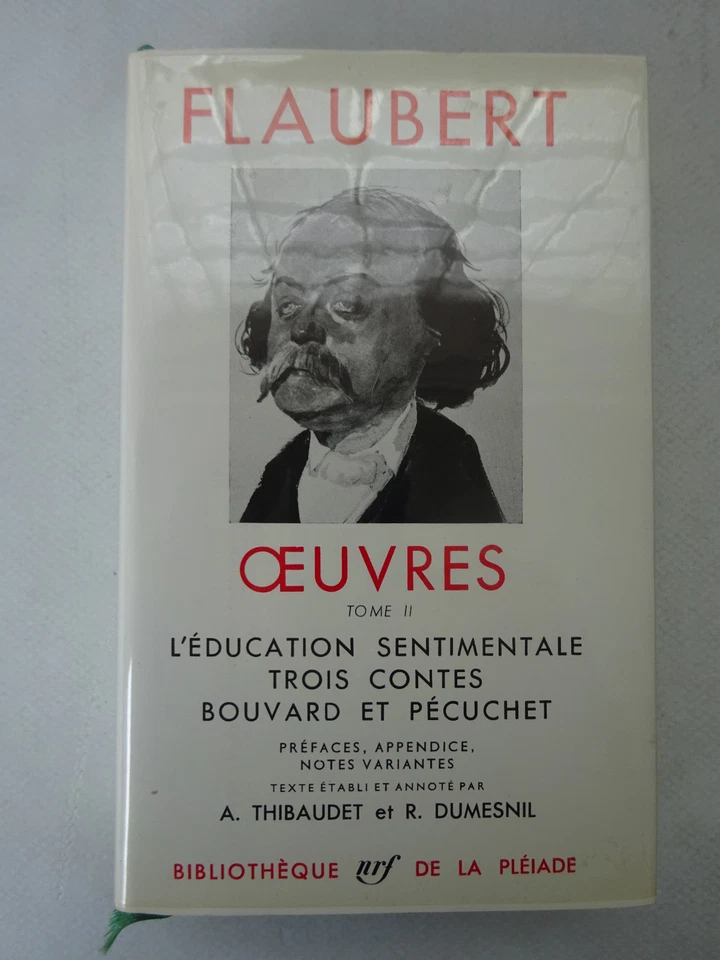 FLAUBERT
ŒUVRES
TOME II
L'ÉDUCATION SENTIMENTALE
TROIS CONTES
BOUVARD ET PÉCUCHET
PRÉFACES, APPENDICE,
NOTES VARIANTES
TEXTE ÉTABLI ET ANNOTÉ PAR
A. THIBAUDET et R. DUMESNIL
BIBLIOTHÈQUE nrf DE LA PLÉIADE